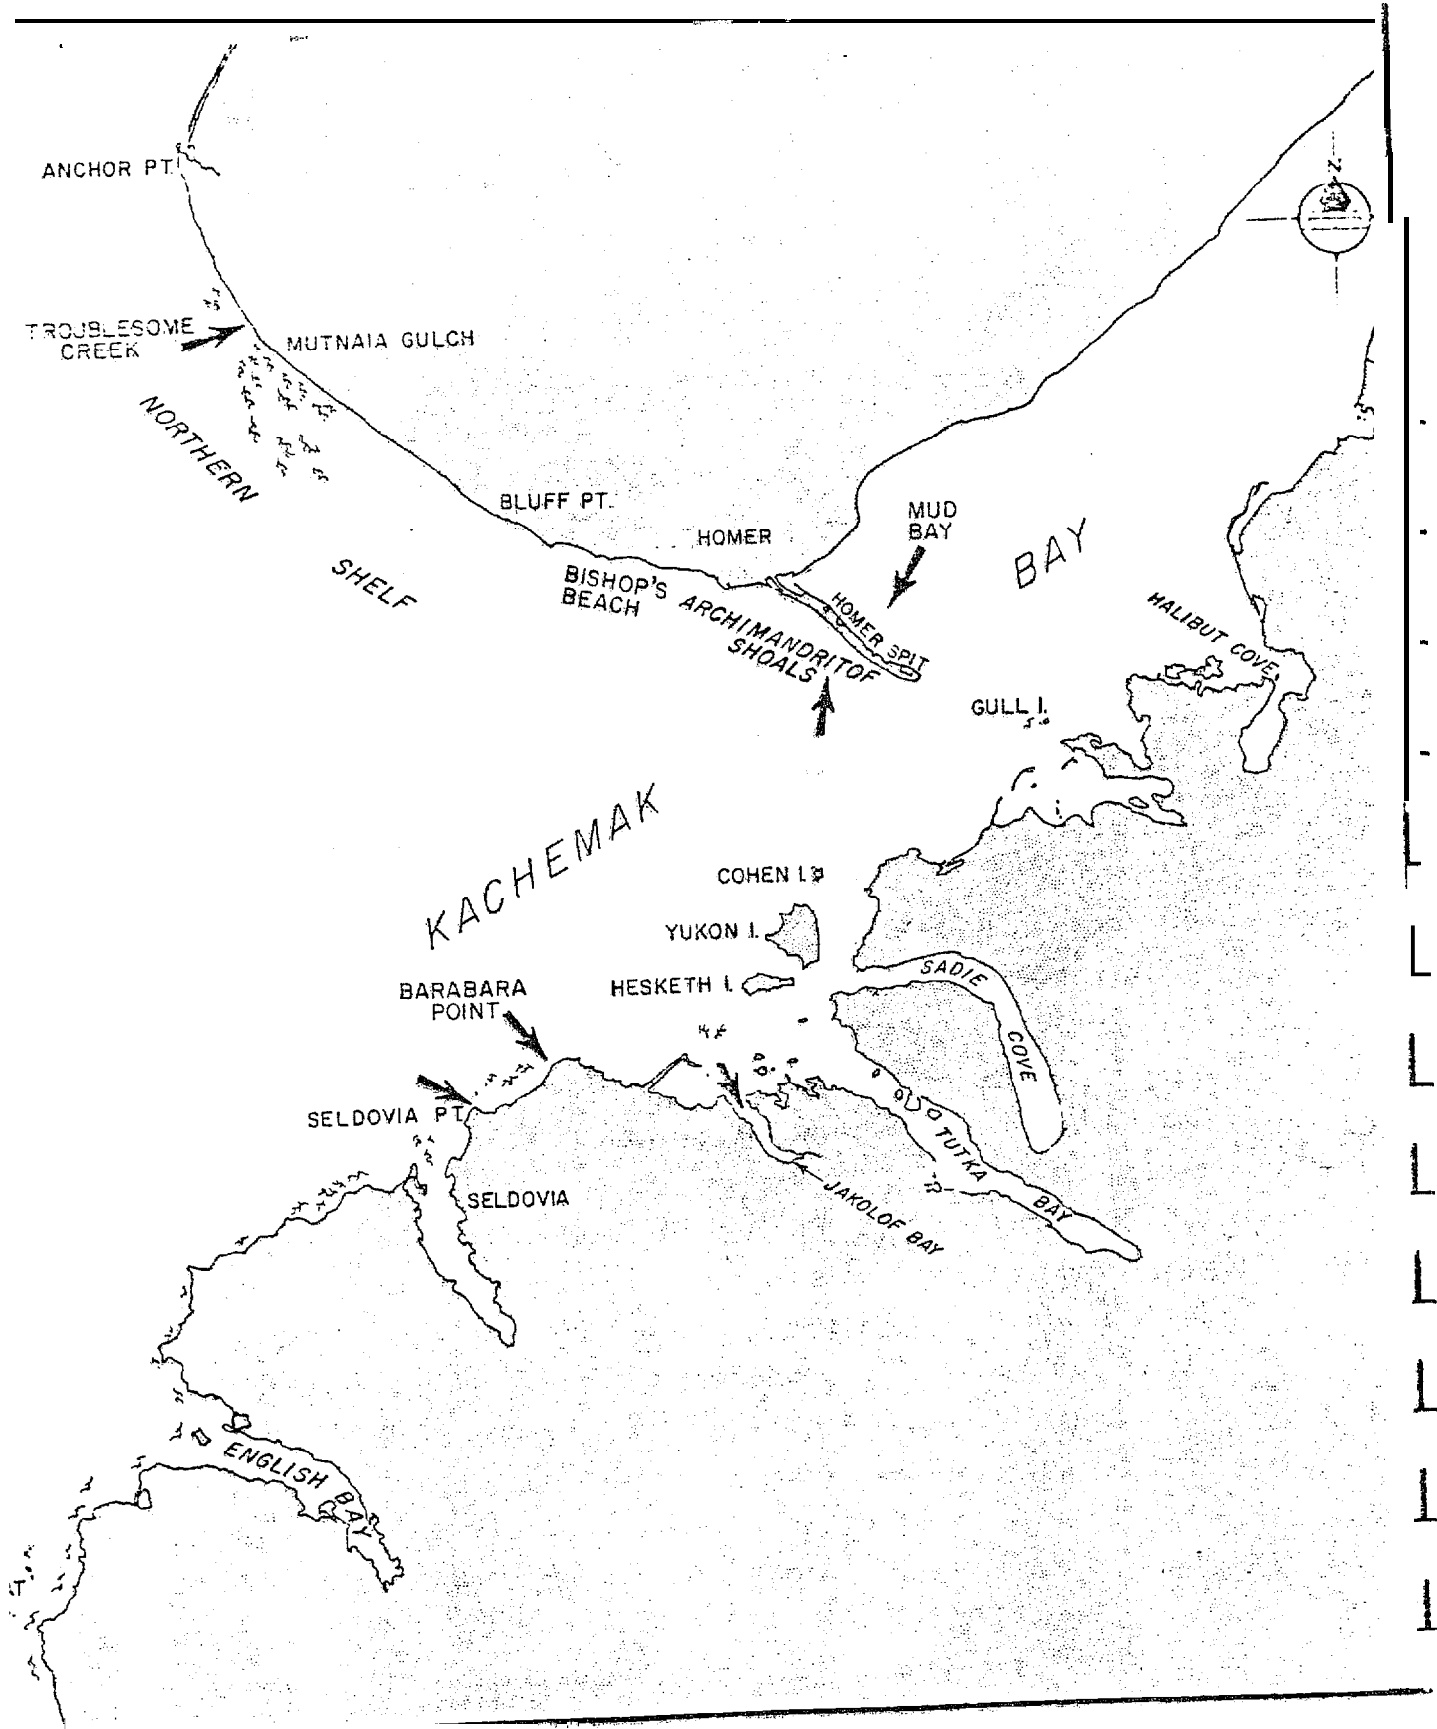 N
ANCHOR PT.
TROUBLESOME
CREEK
MUTNAIA GULCH
NORTHERN
SHELF
BLUFF PT.
HOMER
MUD
BAY
BISHOP'S
BEACH
ARCHIMANDRITOF
SHOALS
HOMER SPIT
HALIBUT COVE
GULL I.
KACHEMAK
BAY
COHEN I.
YUKON I.
HESKETH I.
SADIE
COVE
BARABARA
POINT
SELDOVIA PT.
SELDOVIA
TUTKA
BAY
JAKOLOF BAY
ENGLISH BAY